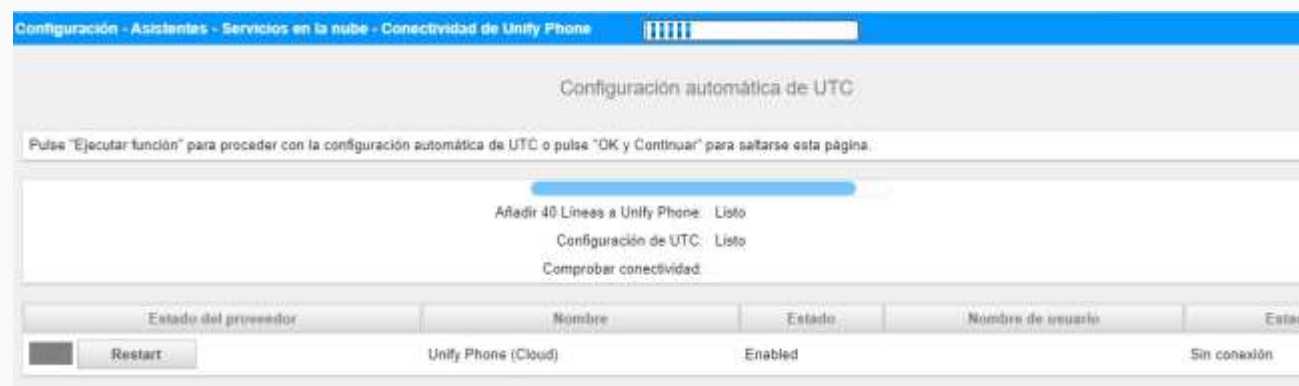 Configuración - Asistentes - Servicios en la nube - Conectividad de Unify Phone
Configuración automática de UTC
Pulse "Ejecutar función" para proceder con la configuración automática de UTC o pulse "OK y Continuar" para saltarse esta página.
Añadir 40 Líneas a Unify Phone: Listo
Configuración de UTC: Listo
Comprobar conectividad:
Estado del proveedor Nombre Estado Nombre de usuario
Restart Unify Phone (Cloud) Enabled Sin conexión